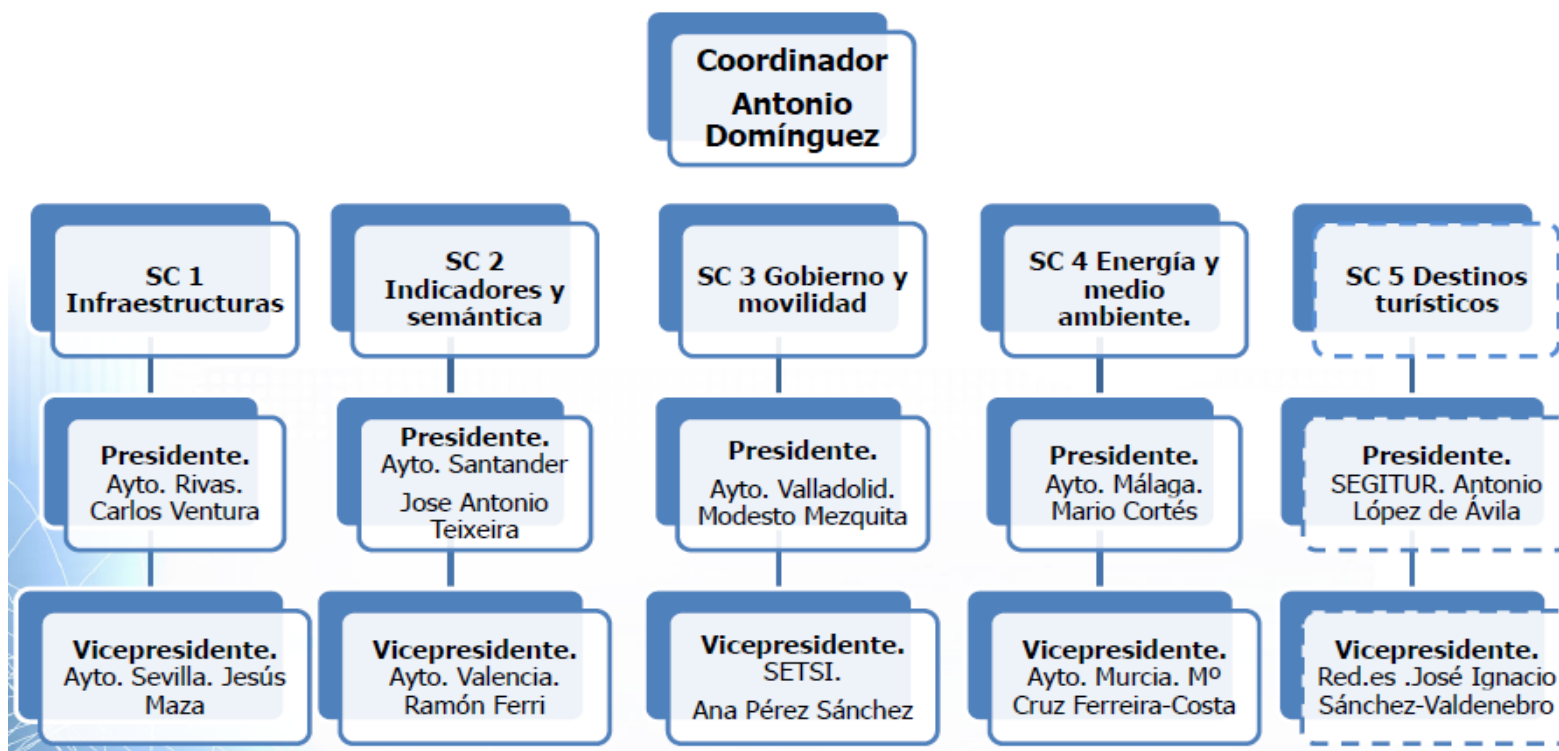 Coordinador
Antonio
Domínguez
SC 1
Infraestructuras
SC 2
Indicadores y
semántica
SC 3 Gobierno y
movilidad
SC 4 Energía y
medio
ambiente.
SC 5 Destinos
turísticos
Presidente.
Ayto. Rivas.
Carlos Ventura
Presidente.
Ayto. Santander
Jose Antonio
Teixeira
Presidente.
Ayto. Valladolid.
Modesto Mezquita
Presidente.
Ayto. Málaga.
Mario Cortés
Presidente.
SEGITUR. Antonio
López de Ávila
Vicepresidente.
Ayto. Sevilla. Jesús
Maza
Vicepresidente.
Ayto. Valencia.
Ramón Ferri
Vicepresidente.
SETSI.
Ana Pérez Sánchez
Vicepresidente.
Ayto. Murcia. Mº
Cruz Ferreira-Costa
Vicepresidente.
Red.es .José Ignacio
Sánchez-Valdenebro